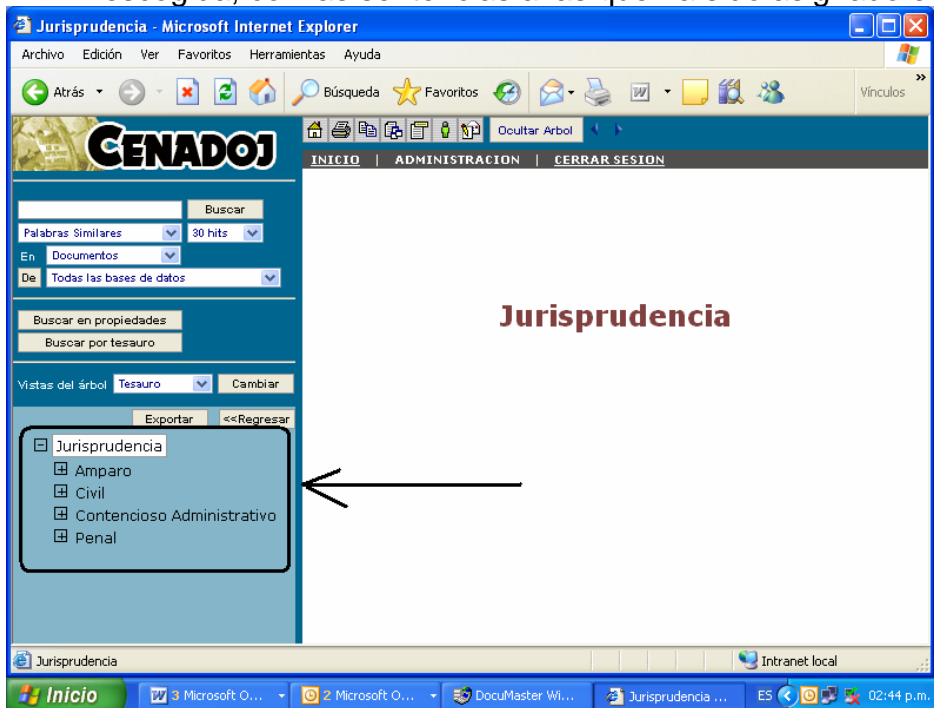 Jurisprudencia - Microsoft Internet Explorer
Archivo Edición Ver Favoritos Herramientas Ayuda
Atrás Búsqueda Favoritos Vínculos
CENADOJ
Ocultar Arbol
INICIO | ADMINISTRACION | CERRAR SESION
Buscar
Palabras Similares 30 hits
En Documentos
De Todas las bases de datos
Buscar en propiedades
Buscar por tesauro
Vistas del árbol Tesauro Cambiar
Exportar <<Regresar
Jurisprudencia
Amparo
Civil
Contencioso Administrativo
Penal
Jurisprudencia
Jurisprudencia Intranet local
Inicio 3 Microsoft O... 2 Microsoft O... DocuMaster Wi... Jurisprudencia ... ES 02:44 p.m.